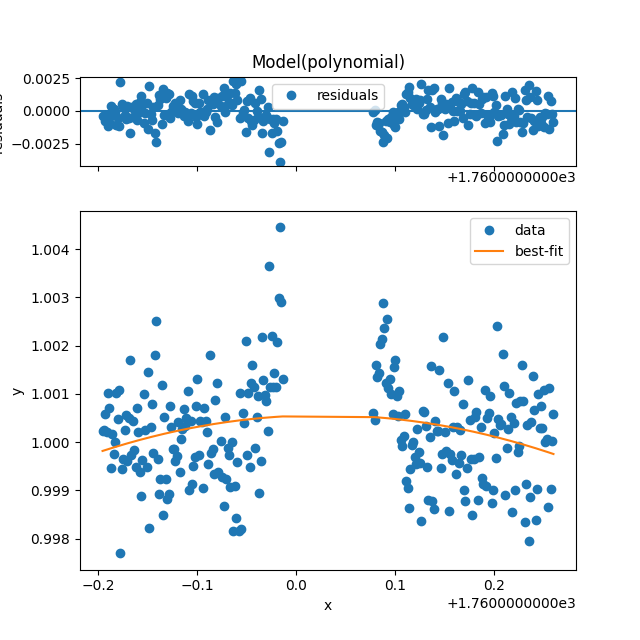 Model(polynomial)
0.0025
0.0000
−0.0025
residuals
residuals
+1.7600000000e3
1.004
1.003
1.002
1.001
1.000
0.999
0.998
y
data
best-fit
−0.2
−0.1
0.0
0.1
0.2
x
+1.7600000000e3